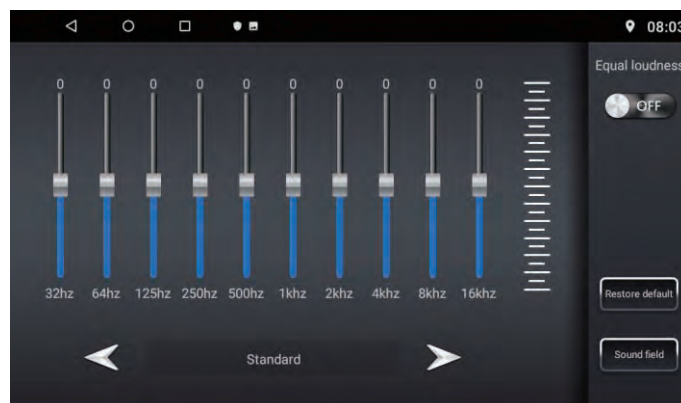 08:03
Equal loudness
OFF
0 0 0 0 0 0 0 0 0 0
32hz 64hz 125hz 250hz 500hz 1khz 2khz 4khz 8khz 16khz
Restore default
Standard
Sound field